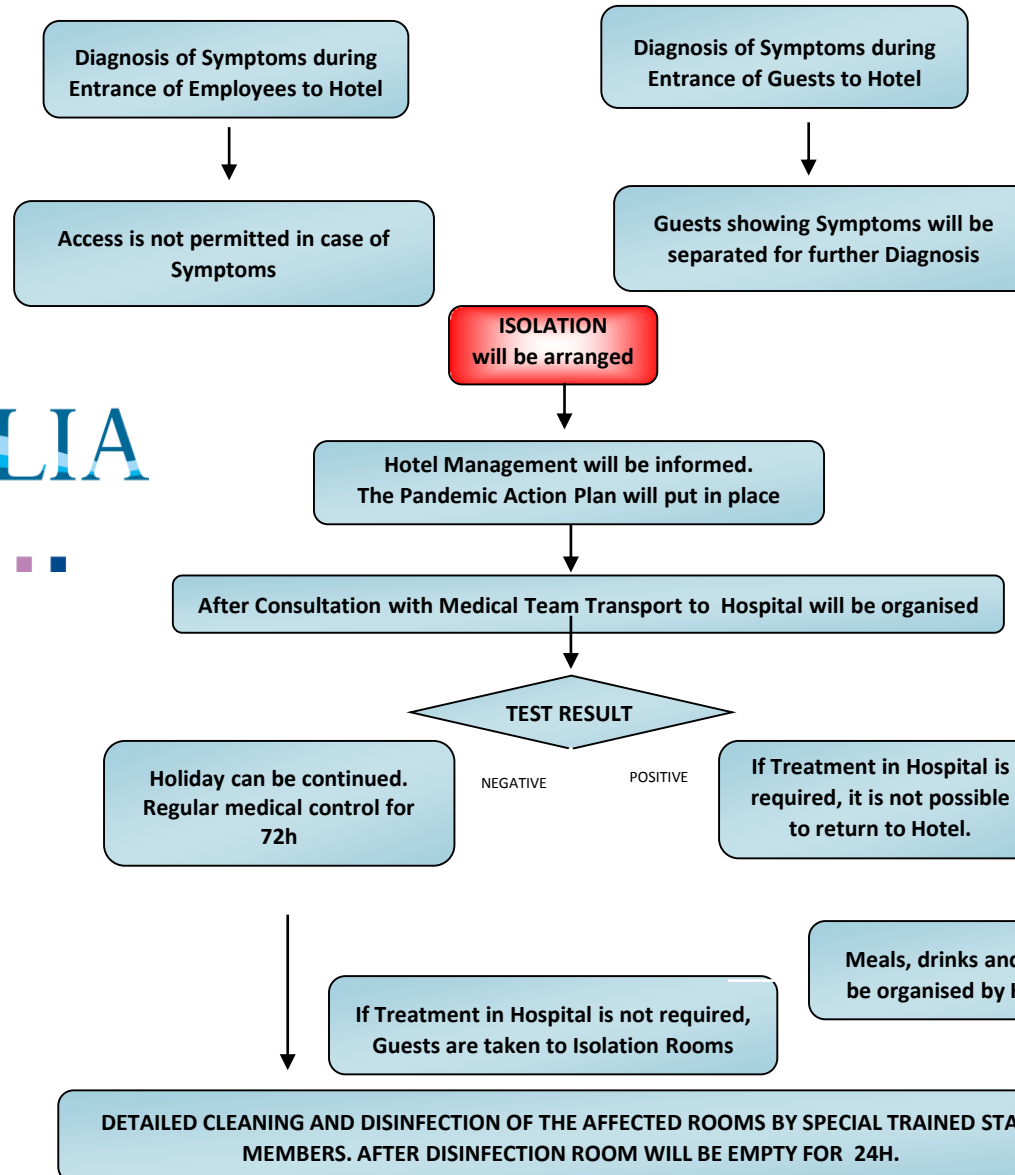 Diagnosis of Symptoms during
Entrance of Employees to Hotel
Diagnosis of Symptoms during
Entrance of Guests to Hotel
Access is not permitted in case of
Symptoms
Guests showing Symptoms will be
separated for further Diagnosis
ISOLATION
will be arranged
LIA
Hotel Management will be informed.
The Pandemic Action Plan will put in place
After Consultation with Medical Team Transport to Hospital will be organised
TEST RESULT
Holiday can be continued.
Regular medical control for
72h
NEGATIVE
POSITIVE
If Treatment in Hospital is
required, it is not possible
to return to Hotel.
Meals, drinks and
be organised by H
If Treatment in Hospital is not required,
Guests are taken to Isolation Rooms
DETAILED CLEANING AND DISINFECTION OF THE AFFECTED ROOMS BY SPECIAL TRAINED STA
MEMBERS. AFTER DISINFECTION ROOM WILL BE EMPTY FOR 24H.